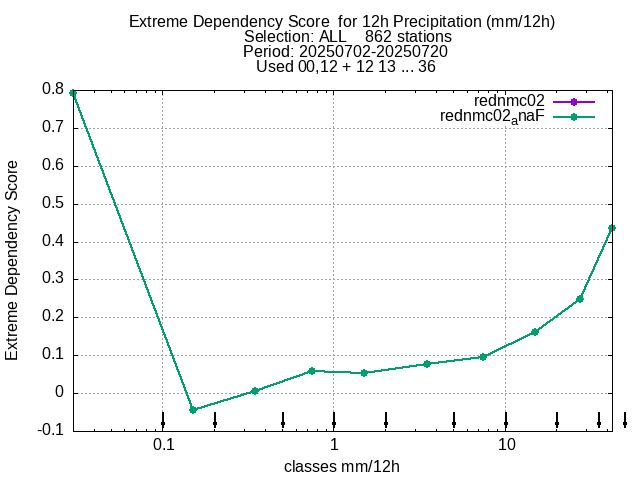 Extreme Dependency Score  for 12h Precipitation (mm/12h)
Selection: ALL    862 stations
Period: 20250702-20250720
Used 00,12 + 12 13 ... 36
rednmc02
rednmc02anaF
0.8
0.7
0.6
0.5
0.4
0.3
0.2
0.1
0
-0.1
Extreme Dependency Score
0.1
1
10
classes mm/12h